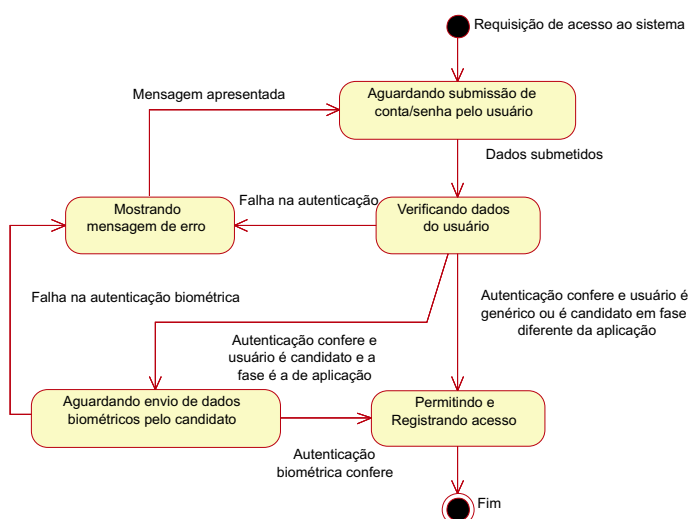 Requisição de acesso ao sistema
Mensagem apresentada
Aguardando submissão de
conta/senha pelo usuário
Dados submetidos
Falha na autenticação
Mostrando
mensagem de erro
Verificando dados
do usuário
Falha na autenticação biométrica
Autenticação confere e usuário é
genérico ou é candidato em fase
diferente da aplicação
Autenticação confere e
usuário é candidato e a
fase é a de aplicação
Aguardando envio de dados
biométricos pelo candidato
Permitindo e
Registrando acesso
Autenticação
biométrica confere
Fim